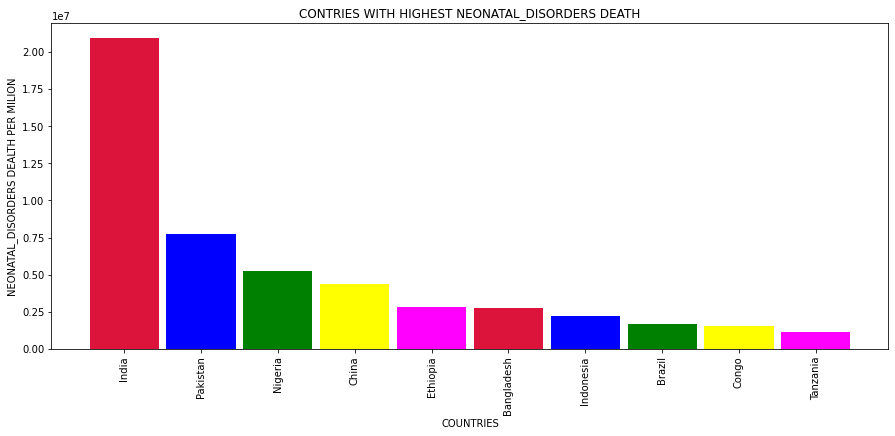 CONTRIES WITH HIGHEST NEONATAL_DISORDERS DEATH
1e7
2.00
1.75
1.50
1.25
1.00
0.75
0.50
0.25
0.00
NEONATAL_DISORDERS DEALTH PER MILION
India
Pakistan
Nigeria
China
Ethiopia
Bangladesh
Indonesia
Brazil
Congo
Tanzania
COUNTRIES